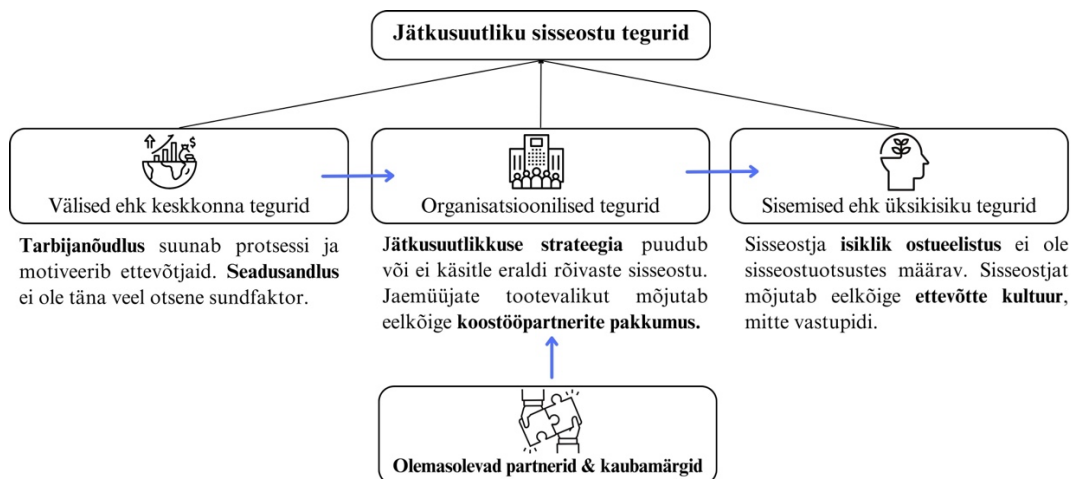 Jätkusuutliku sisseostu tegurid
Välised ehk keskkonna tegurid
Tarbijanõudlus suunab protsessi ja
motiveerib ettevõtjaid. Seadusandlus
ei ole täna veel otsene sundfaktor.
Organisatsioonilised tegurid
Jätkusuutlikkuse strateegia puudub
või ei käsitle eraldi rõivaste sisseostu.
Jaemüüjate tootevalikut mõjutab
eelkõige koostööpartnerite pakkumus.
Sisemised ehk üksikisiku tegurid
Sisseostja isiklik ostueelistus ei ole
sisseostuotsustes määrav. Sisseostjat
mõjutab eelkõige ettevõtte kultuur,
mitte vastupidi.
Olemasolevad partnerid & kaubamärgid